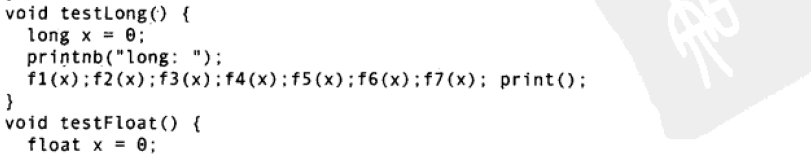 void testLong() {
  long x = 0;
  printnb("long: ");
  f1(x);f2(x);f3(x);f4(x);f5(x);f6(x);f7(x); print();
}
void testFloat() {
  float x = 0;